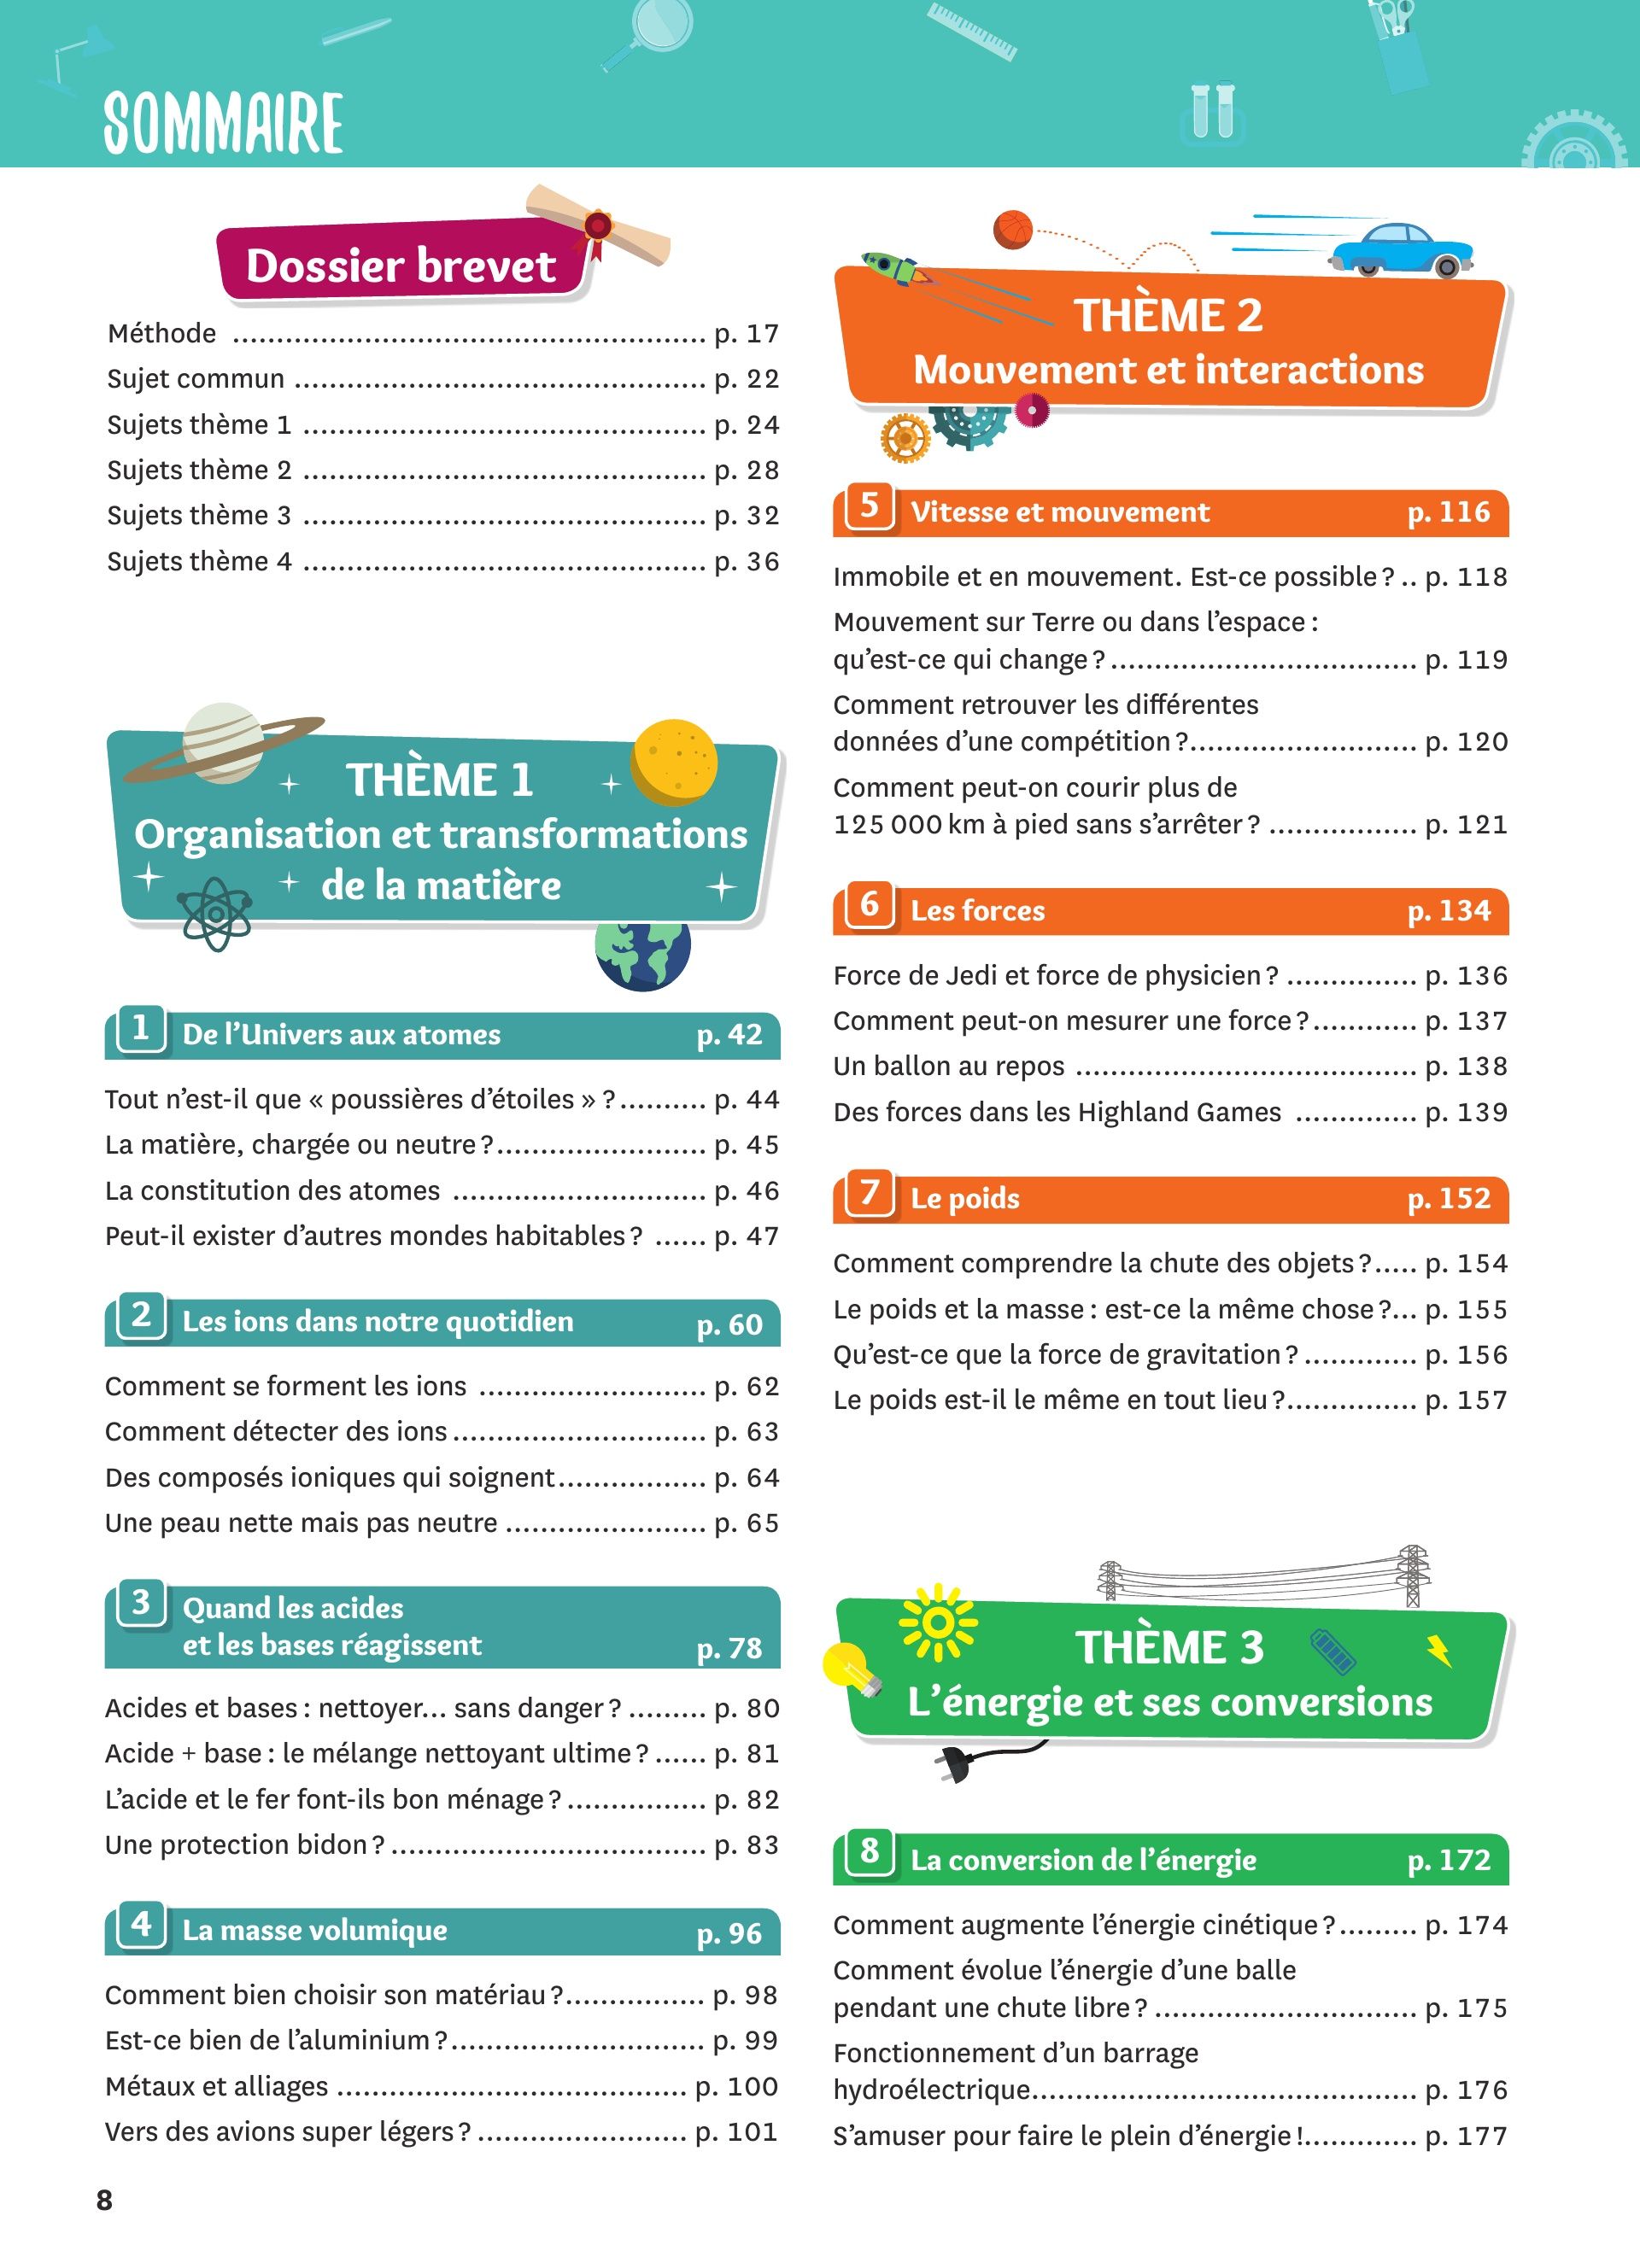 SOMMAIRE
Dossier brevet
Méthode ...................................................... p. 17
Sujet commun ............................................... p. 22
Sujets thème 1 .............................................. p. 24
Sujets thème 2 .............................................. p. 28
Sujets thème 3 .............................................. p. 32
Sujets thème 4 .............................................. p. 36
THÈME 1
Organisation et transformations
de la matière
1 De l’Univers aux atomes p. 42
Tout n’est-il que « poussières d’étoiles » ?.......... p. 44
La matière, chargée ou neutre ?........................ p. 45
La constitution des atomes ............................. p. 46
Peut-il exister d’autres mondes habitables ? ...... p. 47
2 Les ions dans notre quotidien p. 60
Comment se forment les ions .......................... p. 62
Comment détecter des ions ............................. p. 63
Des composés ioniques qui soignent................. p. 64
Une peau nette mais pas neutre ....................... p. 65
3 Quand les acides
et les bases réagissent p. 78
Acides et bases : nettoyer... sans danger ? ......... p. 80
Acide + base : le mélange nettoyant ultime ? ...... p. 81
L’acide et le fer font-ils bon ménage ? ................ p. 82
Une protection bidon ? .................................... p. 83
4 La masse volumique p. 96
Comment bien choisir son matériau ?................ p. 98
Est-ce bien de l’aluminium ?............................. p. 99
Métaux et alliages ........................................ p. 100
Vers des avions super légers ? ........................ p. 101
THÈME 2
Mouvement et interactions
5 Vitesse et mouvement p. 116
Immobile et en mouvement. Est-ce possible ? .. p. 118
Mouvement sur Terre ou dans l’espace :
qu’est-ce qui change ? ................................... p. 119
Comment retrouver les différentes
données d’une compétition ?.......................... p. 120
Comment peut-on courir plus de
125 000 km à pied sans s’arrêter ? ................. p. 121
6 Les forces p. 134
Force de Jedi et force de physicien ? ............... p. 136
Comment peut-on mesurer une force ?............ p. 137
Un ballon au repos ....................................... p. 138
Des forces dans les Highland Games .............. p. 139
7 Le poids p. 152
Comment comprendre la chute des objets ?..... p. 154
Le poids et la masse : est-ce la même chose ?... p. 155
Qu’est-ce que la force de gravitation ? ............. p. 156
Le poids est-il le même en tout lieu ?............... p. 157
THÈME 3
L’énergie et ses conversions
8 La conversion de l’énergie p. 172
Comment augmente l’énergie cinétique ?......... p. 174
Comment évolue l’énergie d’une balle
pendant une chute libre ? .............................. p. 175
Fonctionnement d’un barrage
hydroélectrique............................................ p. 176
S’amuser pour faire le plein d’énergie !............. p. 177
8